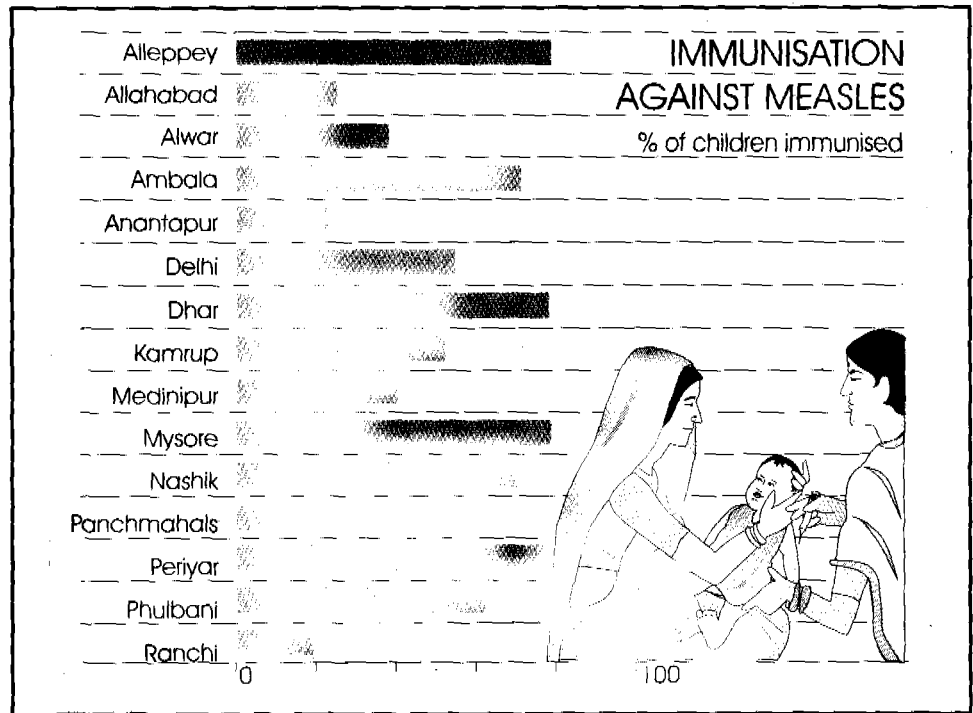 Alleppey
IMMUNISATION
Allahabad
AGAINST MEASLES
Alwar
% of children immunised
Ambala
Anantapur
Delhi
Dhar
Kamrup
Medinipur
Mysore
Nashik
Panchmahals
Periyar
Phulbani
Ranchi
0 100